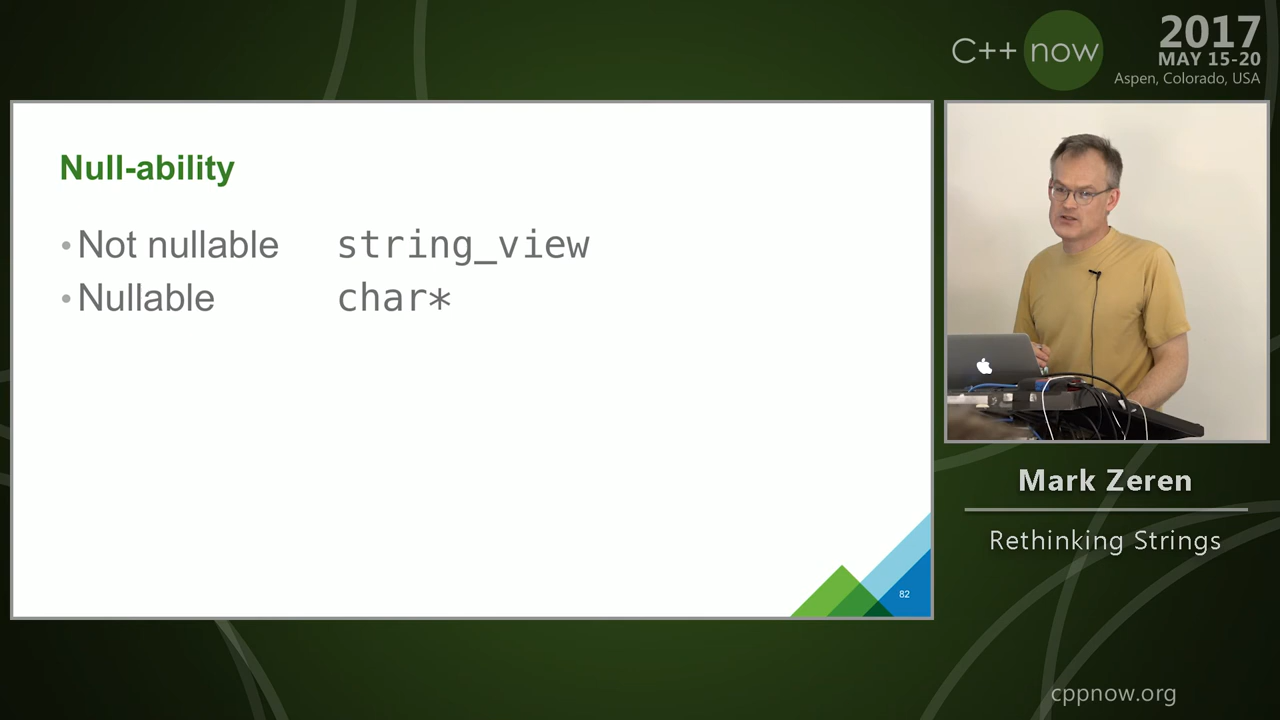 C++ now
2017
MAY 15-20
Aspen, Colorado, USA
Null-ability
• Not nullable string_view
• Nullable char*
82
Mark Zeren
Rethinking Strings
cppnow.org